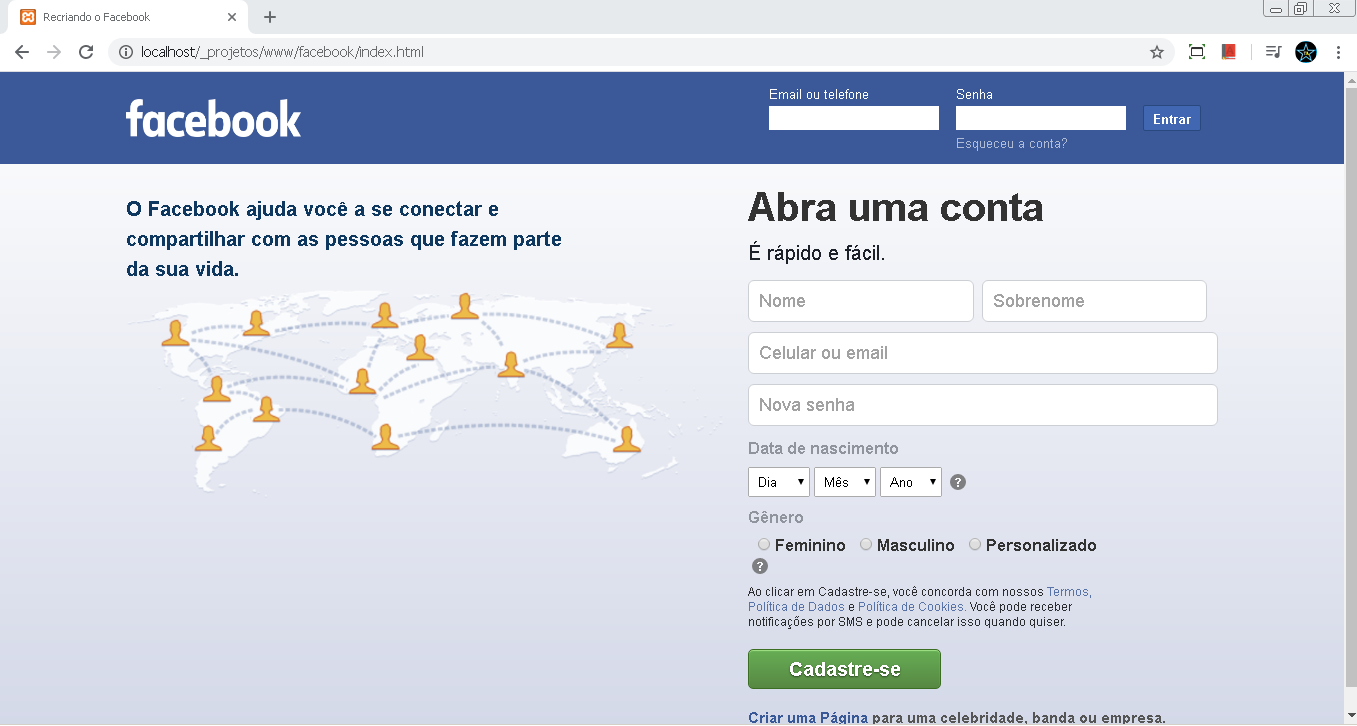 Recriando o Facebook
localhost/_projetos/www/facebook/index.html
facebook
Email ou telefone
Senha
Entrar
Esqueceu a conta?
O Facebook ajuda você a se conectar e
compartilhar com as pessoas que fazem parte
da sua vida.
Abra uma conta
É rápido e fácil.
Nome
Sobrenome
Celular ou email
Nova senha
Data de nascimento
Dia
Mês
Ano
?
Gênero
Feminino
Masculino
Personalizado
?
Ao clicar em Cadastre-se, você concorda com nossos Termos,
Política de Dados e Política de Cookies. Você pode receber
notificações por SMS e pode cancelar isso quando quiser.
Cadastre-se
Criar uma Página para uma celebridade, banda ou empresa.